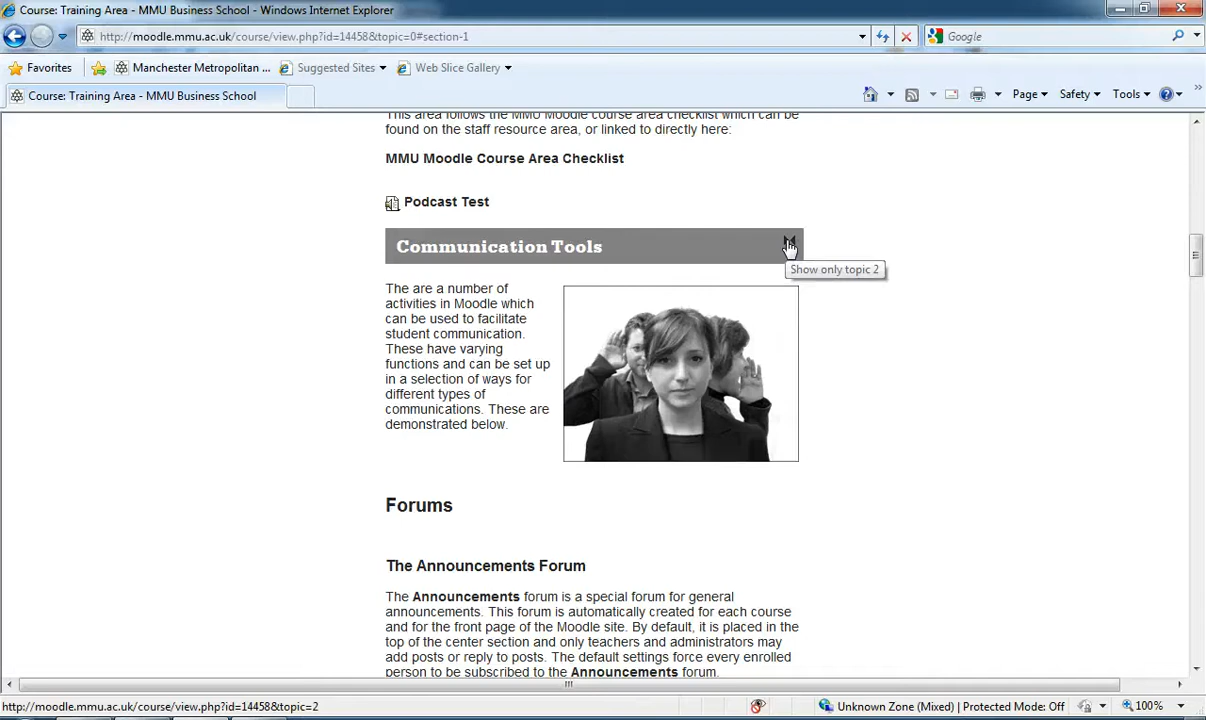 Course: Training Area - MMU Business School - Windows Internet Explorer
http://moodle.mmu.ac.uk/course/view.php?id=14458&topic=0#section-1
Google
Favorites
Manchester Metropolitan ...
Suggested Sites
Web Slice Gallery
Course: Training Area - MMU Business School
Page
Safety
Tools
This area follows the MMU Moodle course area checklist which can be
found on the staff resource area, or linked to directly here:
MMU Moodle Course Area Checklist
Podcast Test
Communication Tools
Show only topic 2
The are a number of
activities in Moodle which
can be used to facilitate
student communication.
These have varying
functions and can be set up
in a selection of ways for
different types of
communications. These are
demonstrated below.
Forums
The Announcements Forum
The Announcements forum is a special forum for general
announcements. This forum is automatically created for each course
and for the front page of the Moodle site. By default, it is placed in the
top of the center section and only teachers and administrators may
add posts or reply to posts. The default settings force every enrolled
person to be subscribed to the Announcements forum.
http://moodle.mmu.ac.uk/course/view.php?id=14458&topic=2
Unknown Zone (Mixed) | Protected Mode: Off
100%